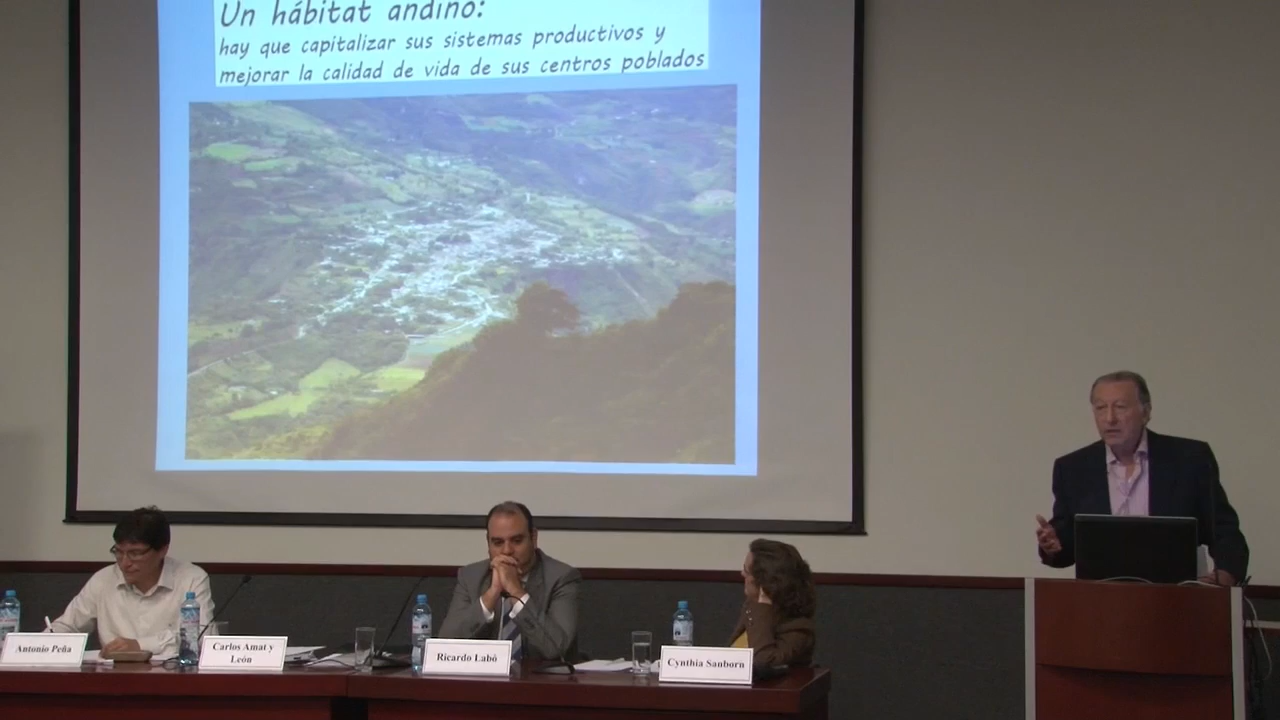 Un hábitat andino:
hay que capitalizar sus sistemas productivos y
mejorar la calidad de vida de sus centros poblados
Antonio Peña
Carlos Amat y
León
Ricardo Labó
Cynthia Sanborn